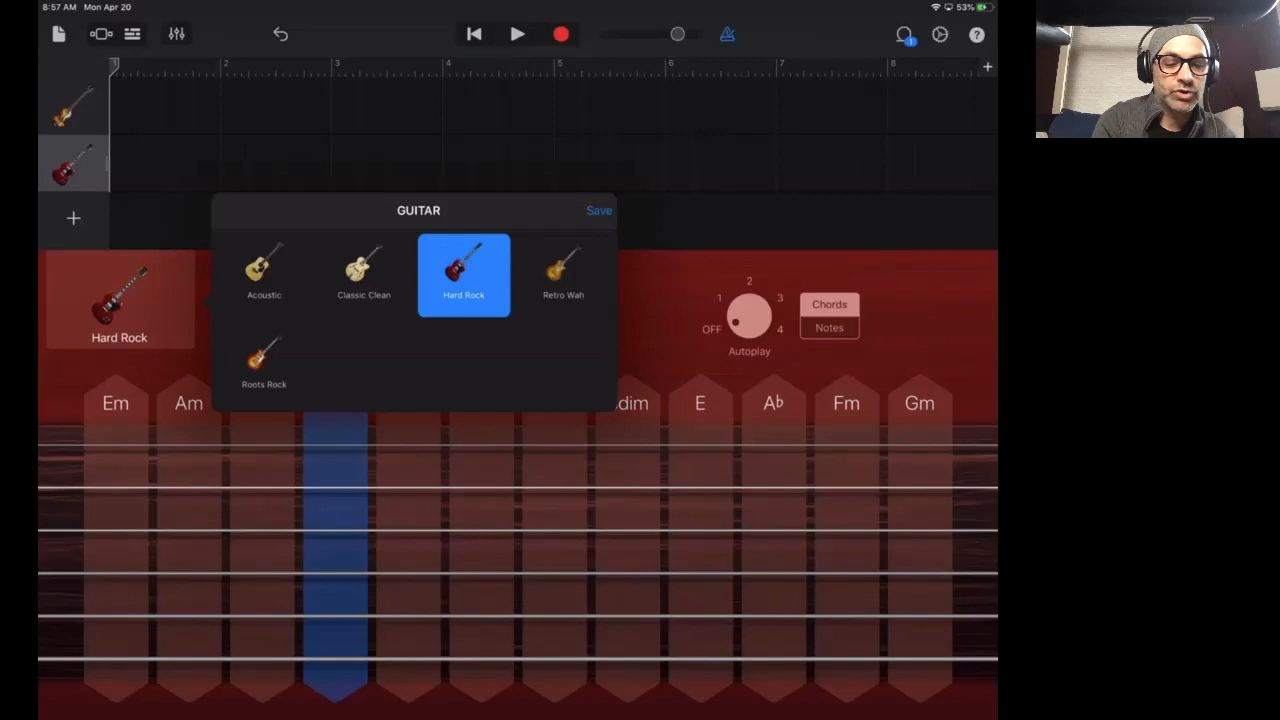 8:57 AM Mon Apr 20
53%
1 2 3 4 5 6 7 8
1
?
GUITAR
Save
Acoustic
Classic Clean
Hard Rock
Retro Wah
Roots Rock
Hard Rock
OFF 1 2 3 4
Autoplay
Chords
Notes
Em Am dim E A♭ Fm Gm